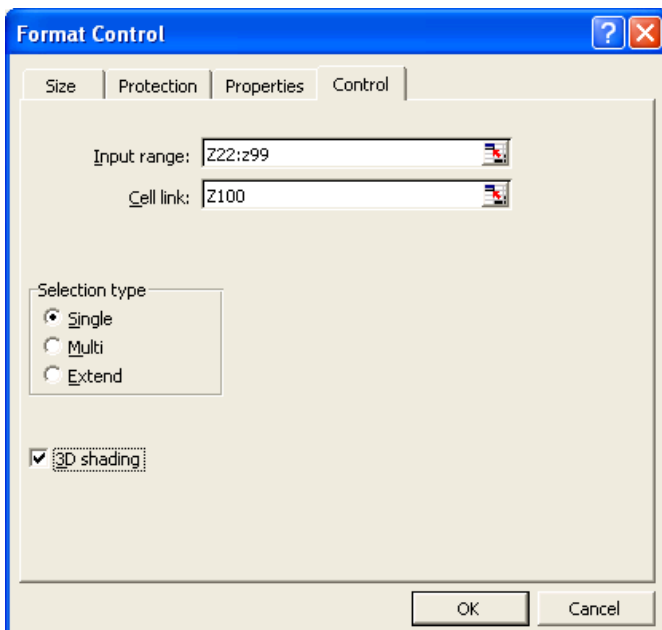 Format Control
Size Protection Properties Control
Input range: Z22:z99
Cell link: Z100
Selection type
Single
Multi
Extend
3D shading
OK Cancel